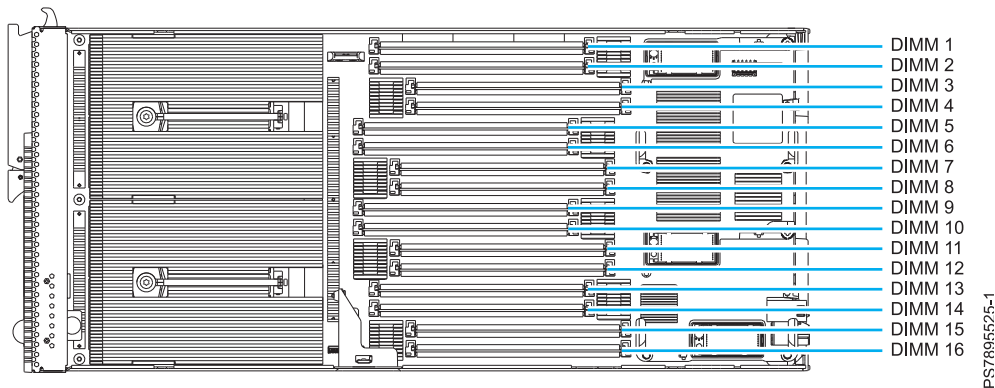 DIMM 1
DIMM 2
DIMM 3
DIMM 4
DIMM 5
DIMM 6
DIMM 7
DIMM 8
DIMM 9
DIMM 10
DIMM 11
DIMM 12
DIMM 13
DIMM 14
DIMM 15
DIMM 16
PS7895525-1